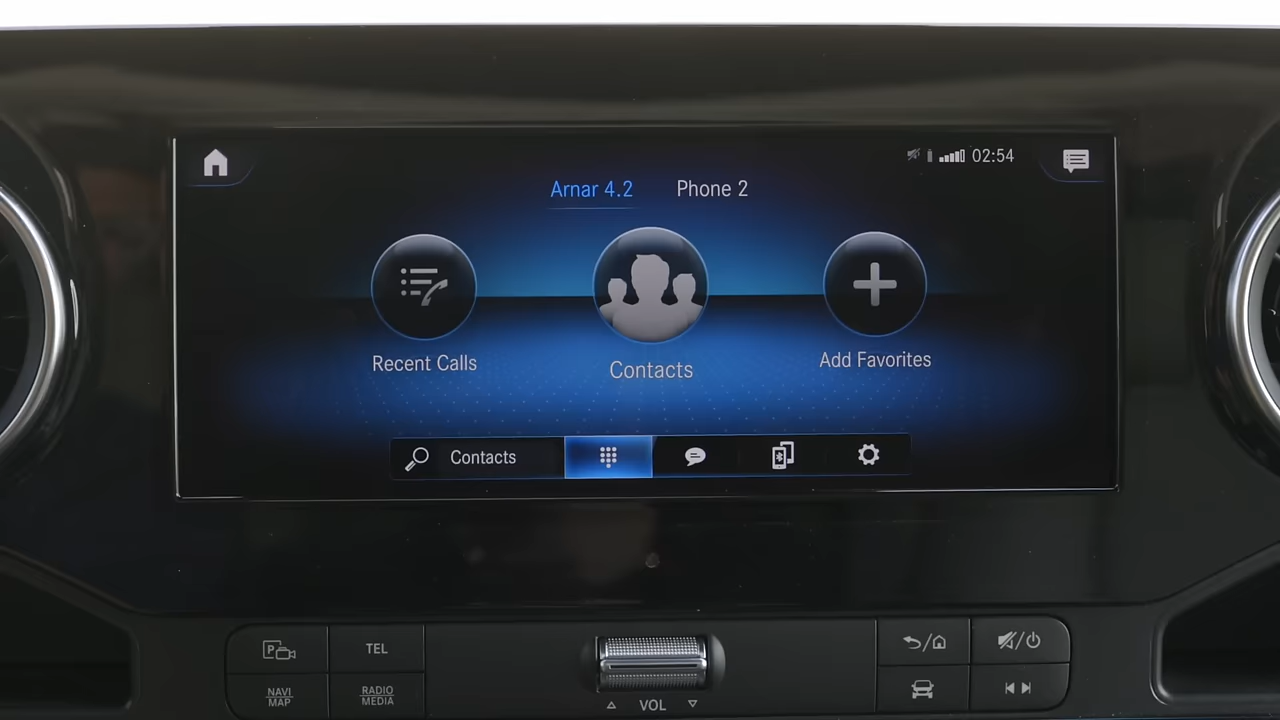 02:54
Arnar 4.2 Phone 2
Recent Calls
Contacts
Add Favorites
Contacts
P
TEL
NAVI
MAP
RADIO
MEDIA
VOL